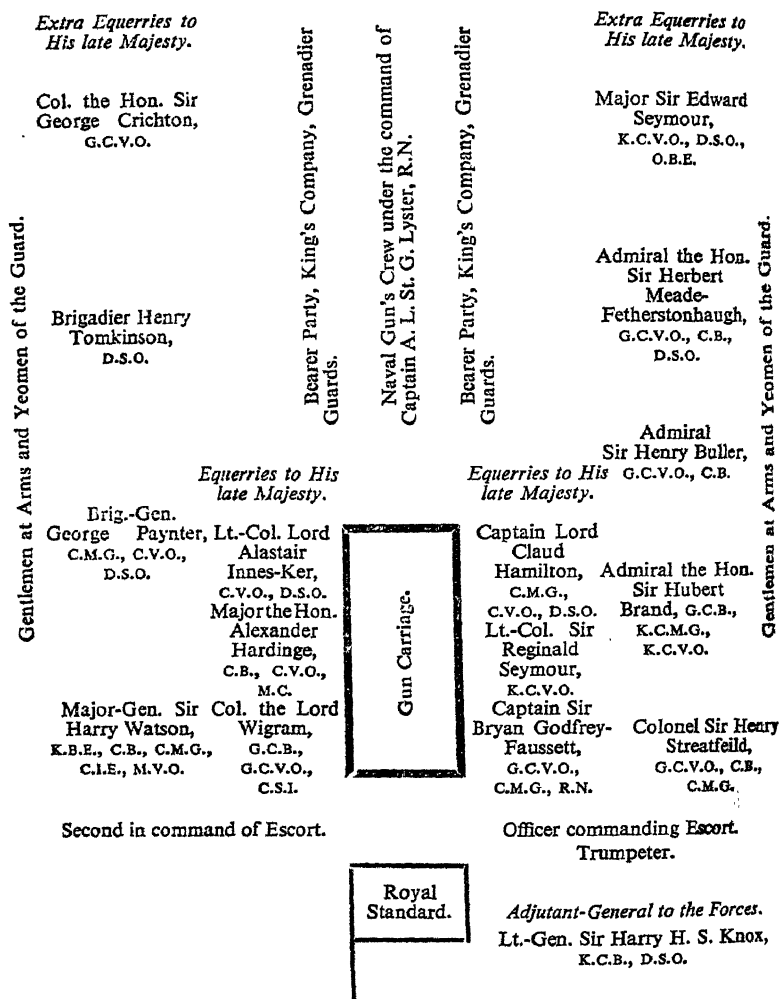 Extra Equerries to
His late Majesty.
Col. the Hon. Sir
George Crichton,
G.C.V.O.
Brigadier Henry
Tomkinson,
D.S.O.
Brig.-Gen.
George Paynter,
C.M.G., C.V.O.,
D.S.O.
Major-Gen. Sir
Harry Watson,
K.B.E., C.B., C.M.G.,
C.I.E., M.V.O.
Gentlemen at Arms and Yeomen of the Guard.
Bearer Party, King's Company, Grenadier
Guards.
Naval Gun's Crew under the command of
Captain A. L. St. G. Lyster, R.N.
Bearer Party, King's Company, Grenadier
Guards.
Equerries to His
late Majesty.
Lt.-Col. Lord
Alastair
Innes-Ker,
C.V.O., D.S.O.
Major the Hon.
Alexander
Hardinge,
C.B., C.V.O.,
M.C.
Col. the Lord
Wigram,
G.C.B.,
G.C.V.O.,
C.S.I.
Gun Carriage.
Equerries to His
late Majesty.
Captain Lord
Claud
Hamilton,
C.M.G.,
C.V.O., D.S.O.
Lt.-Col. Sir
Reginald
Seymour,
K.C.V.O.
Captain Sir
Bryan Godfrey-
Faussett,
G.C.V.O.,
C.M.G., R.N.
Extra Equerries to
His late Majesty.
Major Sir Edward
Seymour,
K.C.V.O., D.S.O.,
O.B.E.
Admiral the Hon.
Sir Herbert
Meade-
Fetherstonhaugh,
G.C.V.O., C.B.,
D.S.O.
Admiral
Sir Henry Buller,
G.C.V.O., C.B.
Admiral the Hon.
Sir Hubert
Brand, G.C.B.,
K.C.M.G.,
K.C.V.O.
Colonel Sir Henry
Streatfeild,
G.C.V.O., C.B.,
C.M.G.
Gentlemen at Arms and Yeomen of the Guard.
Second in command of Escort.
Officer commanding Escort.
Trumpeter.
Royal
Standard.
Adjutant-General to the Forces.
Lt.-Gen. Sir Harry H. S. Knox,
K.C.B., D.S.O.